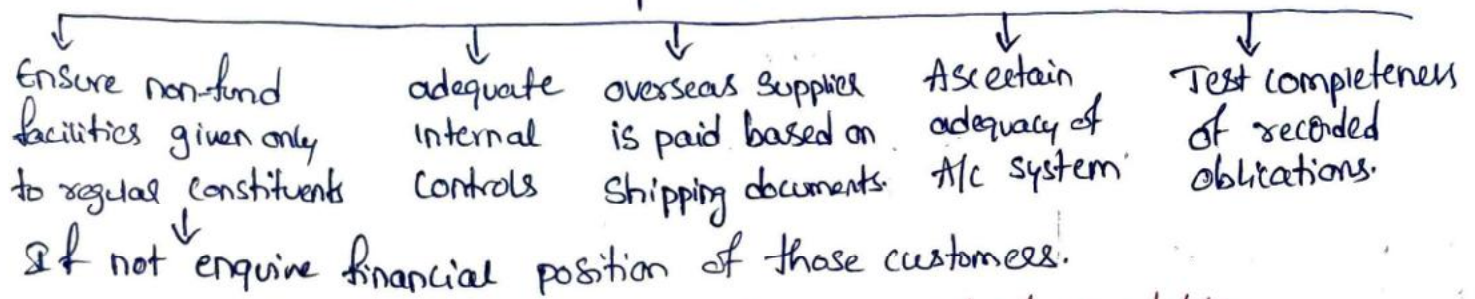 Ensure non-fund
facilities given only
to regular constituents
adequate
internal
controls
overseas supplier
is paid based on
shipping documents.
Asceetain
adequacy of
A/c system
Test completeness
of recorded
oblications.
If not enquire financial position of those customers.